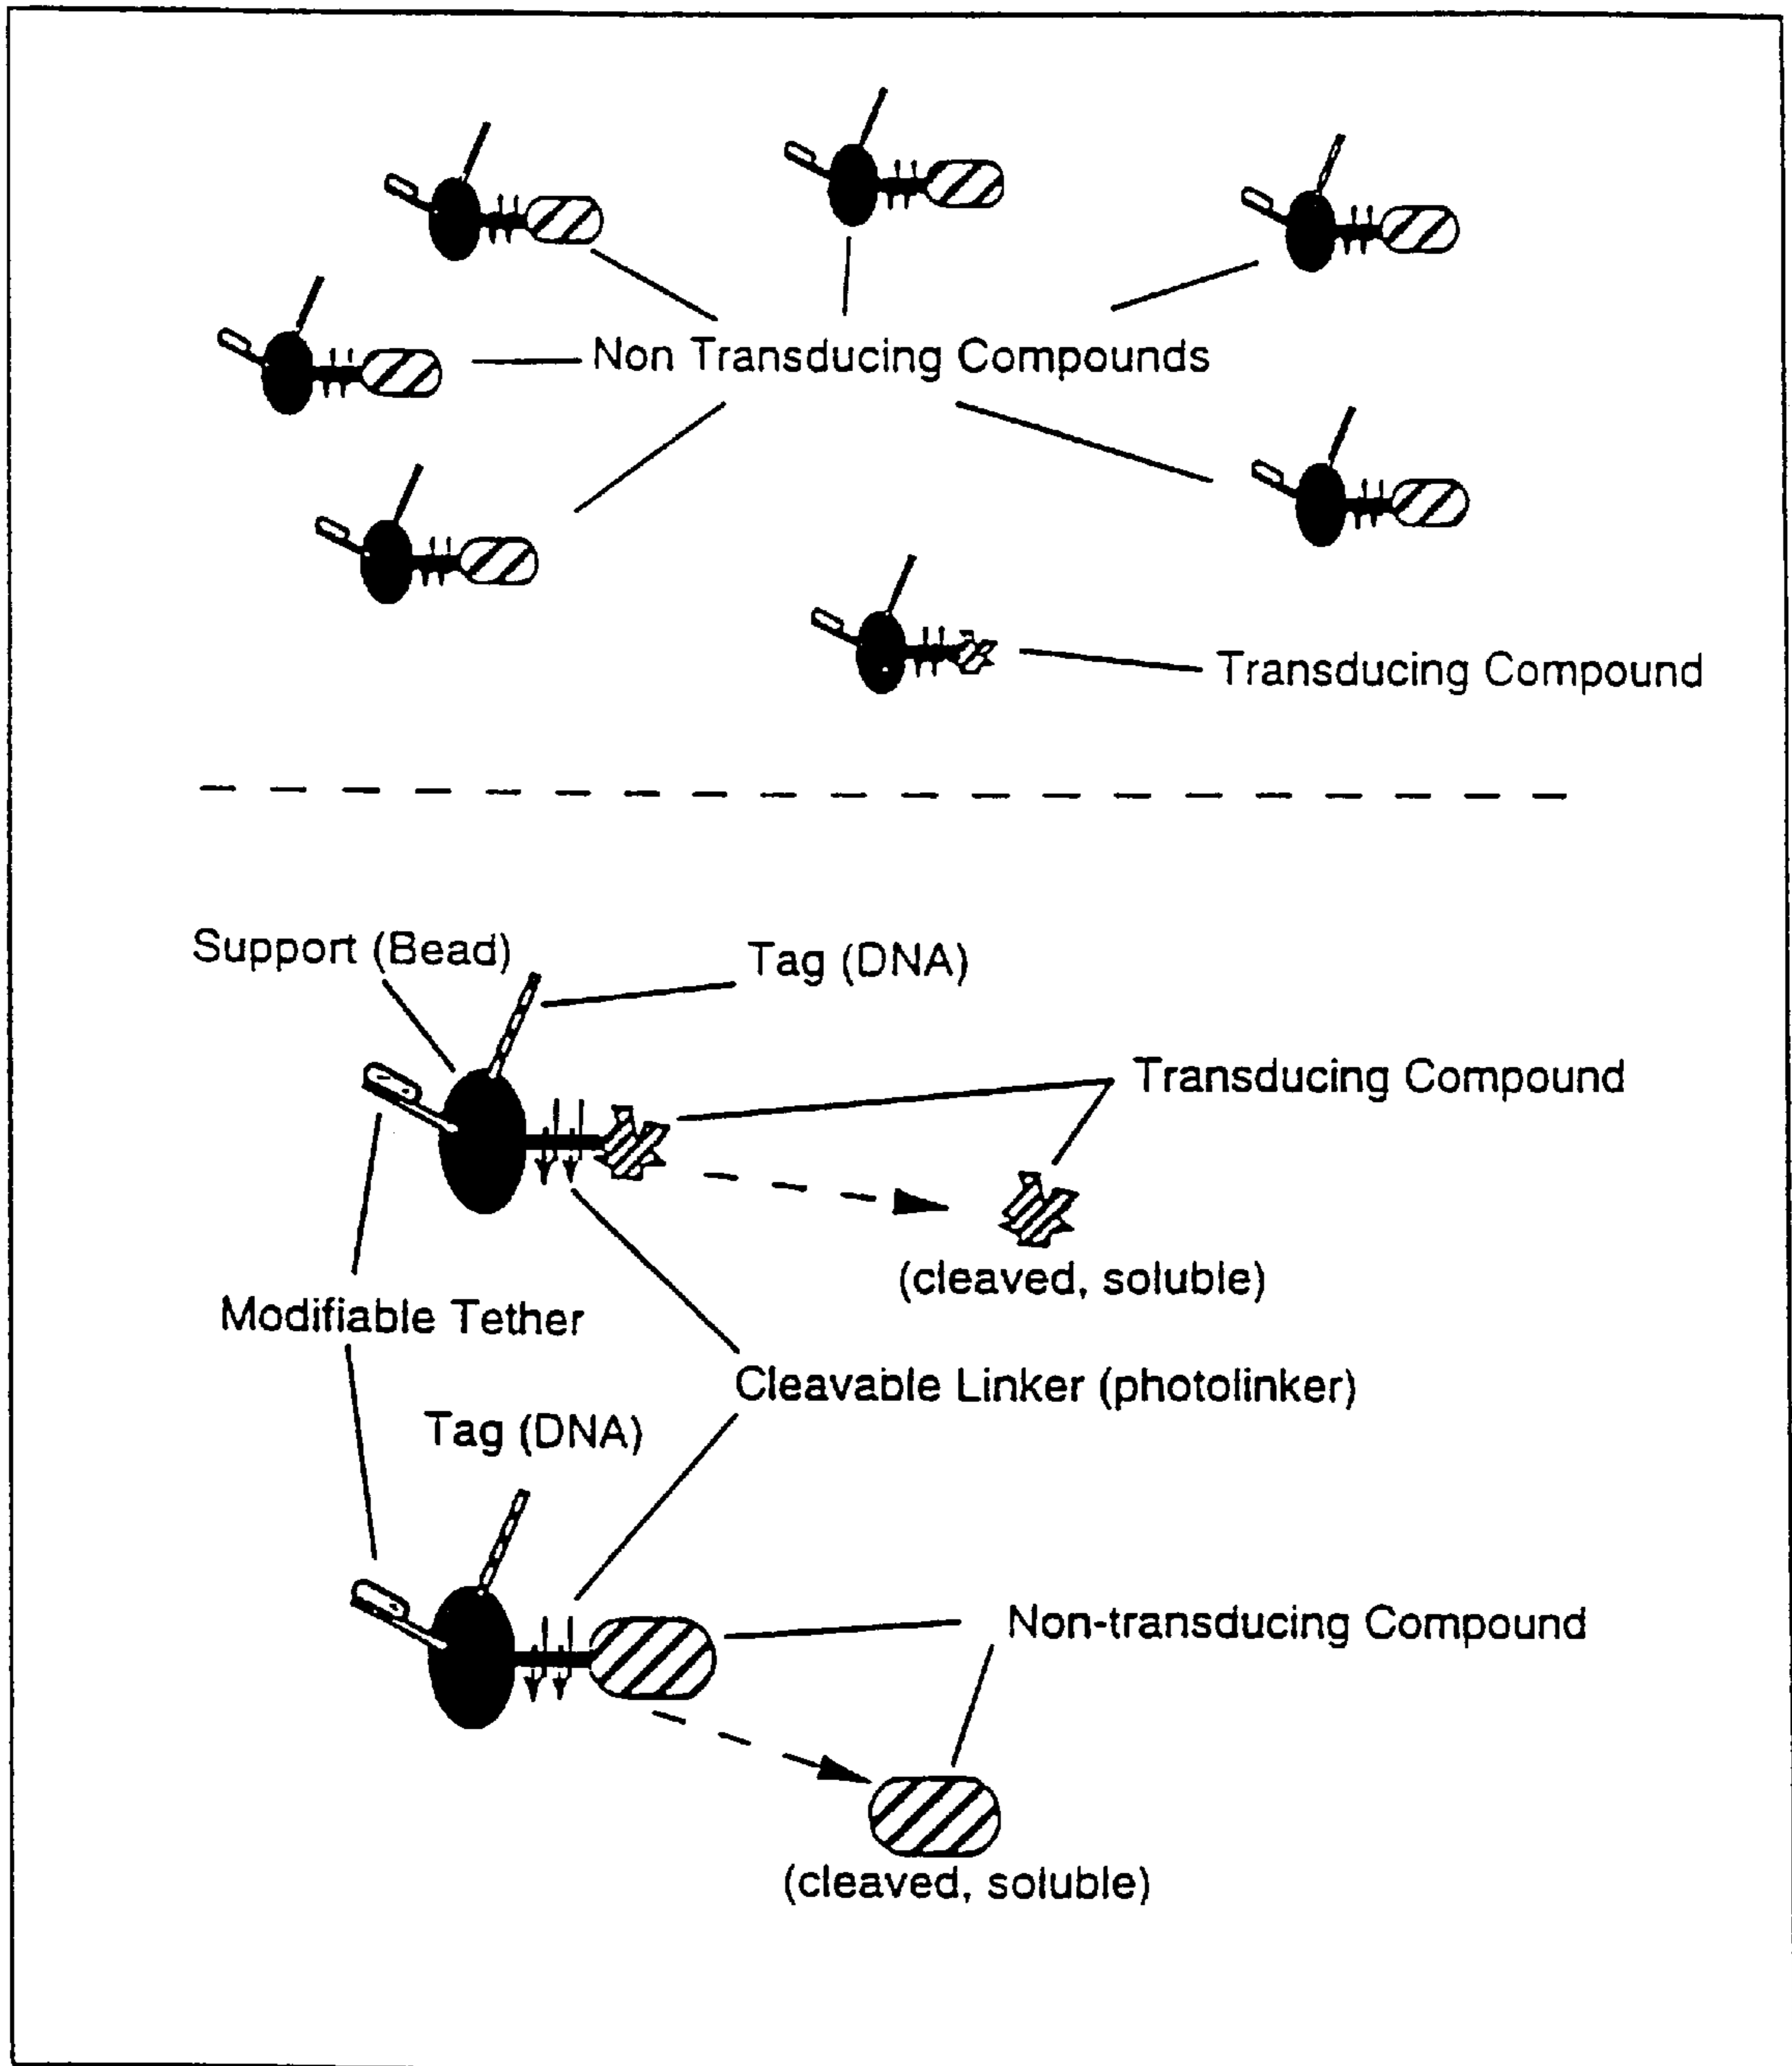 Non Transducing Compounds
Transducing Compound
Support (Bead)
Tag (DNA)
Transducing Compound
(cleaved, soluble)
Modifiable Tether
Cleavable Linker (photolinker)
Tag (DNA)
Non-transducing Compound
(cleaved, soluble)